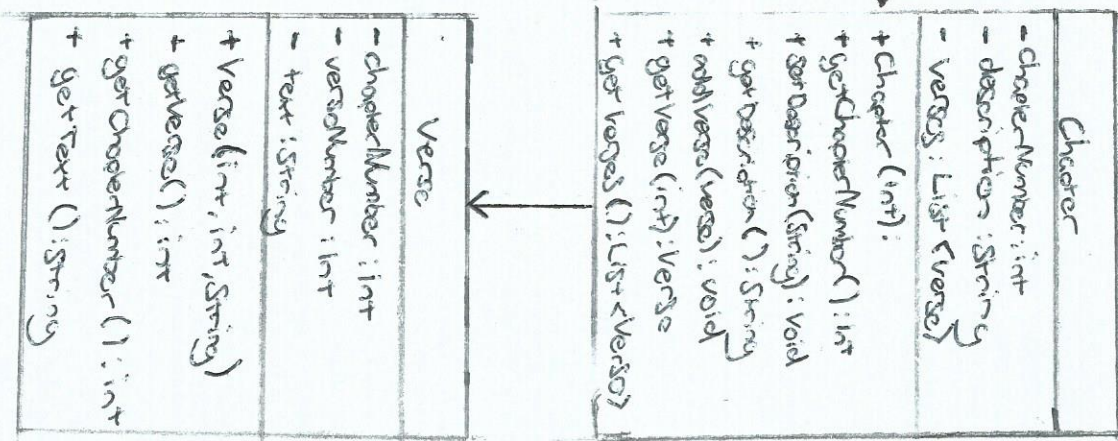 Chapter
- chapterNumber : int
- description : String
- verses : List <verse>
+ Chapter (int) :
+ getChapterNumber () : int
+ setDescription (String) : void
+ getDescription () : String
+ addVerse (verse) : void
+ getVerse (int) : Verse
+ getVerses () : List <Verse>
Verse
- chapterNumber : int
- verseNumber : int
- text : String
+ Verse (int, int, String)
+ getVerse () : int
+ getChapterNumber () : int
+ getText () : String